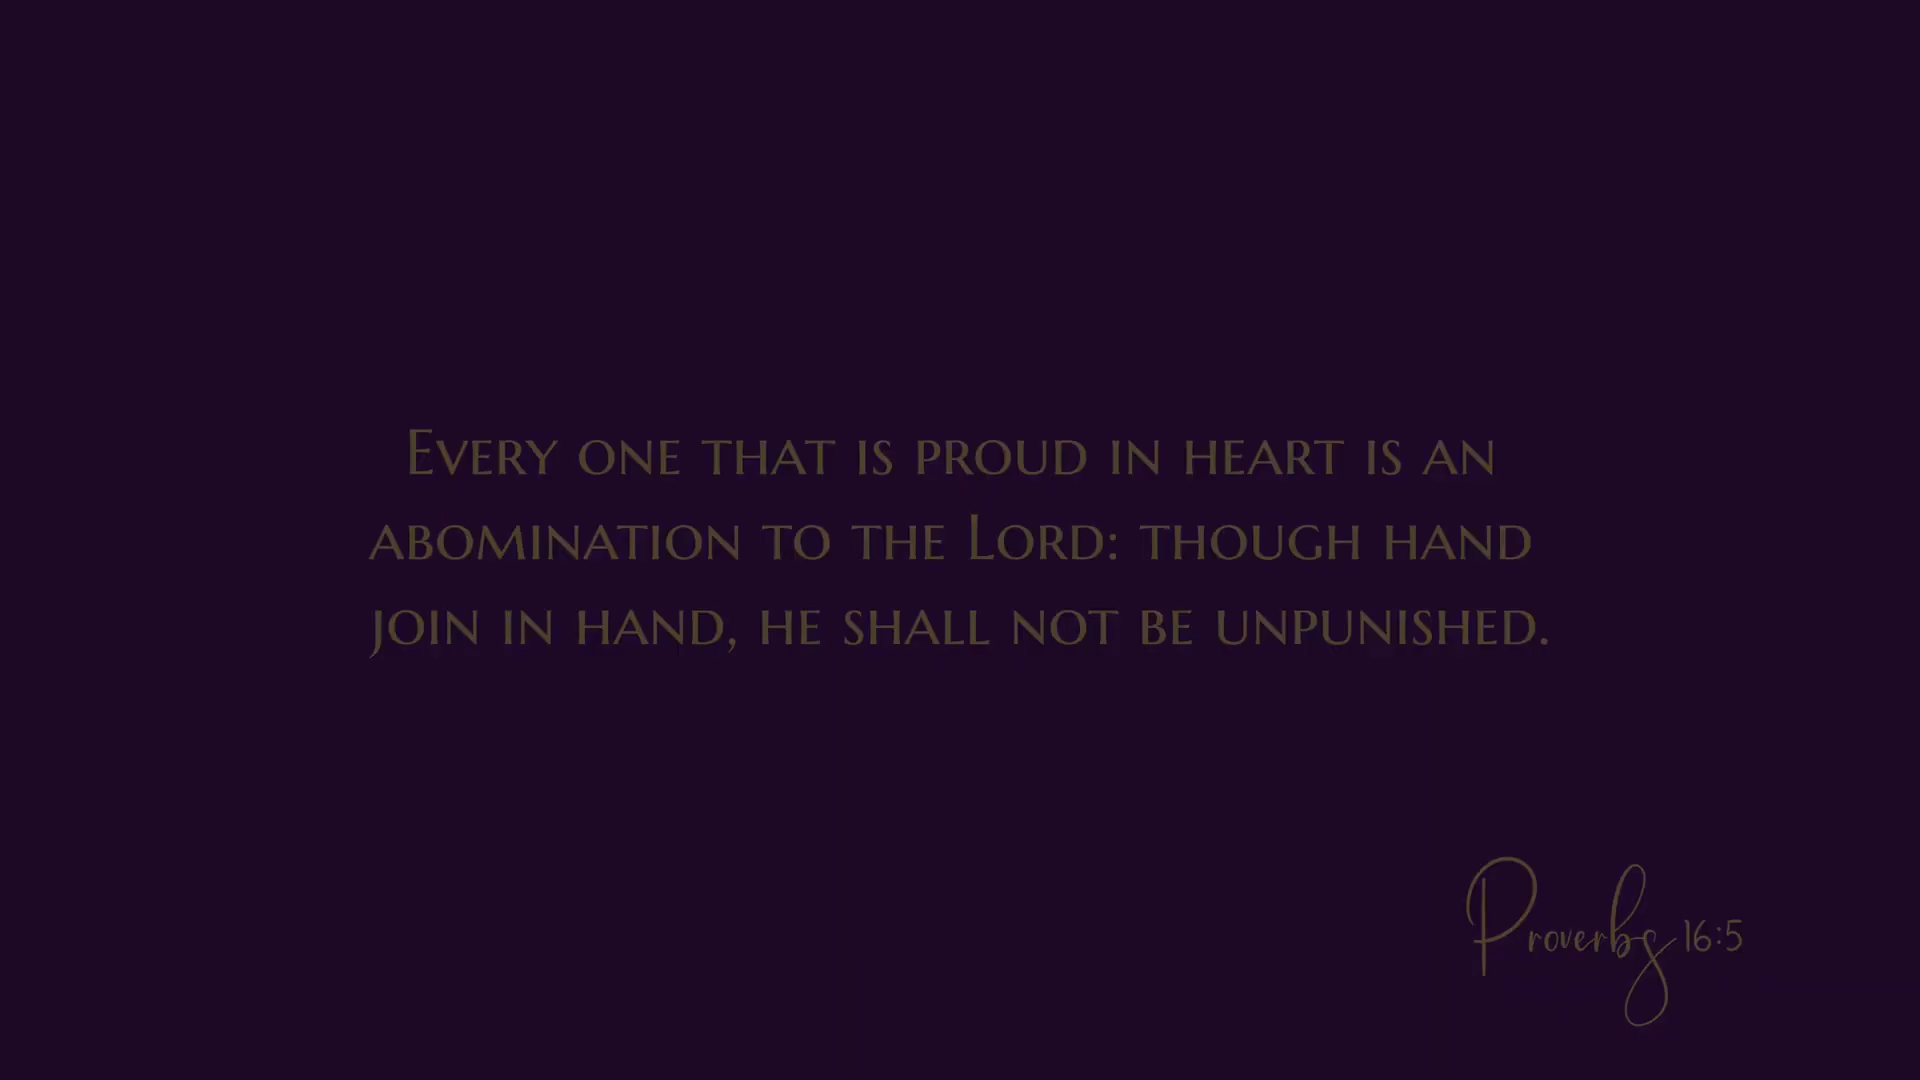 Every one that is proud in heart is an
abomination to the Lord: though hand
join in hand, he shall not be unpunished.
Proverbs 16:5